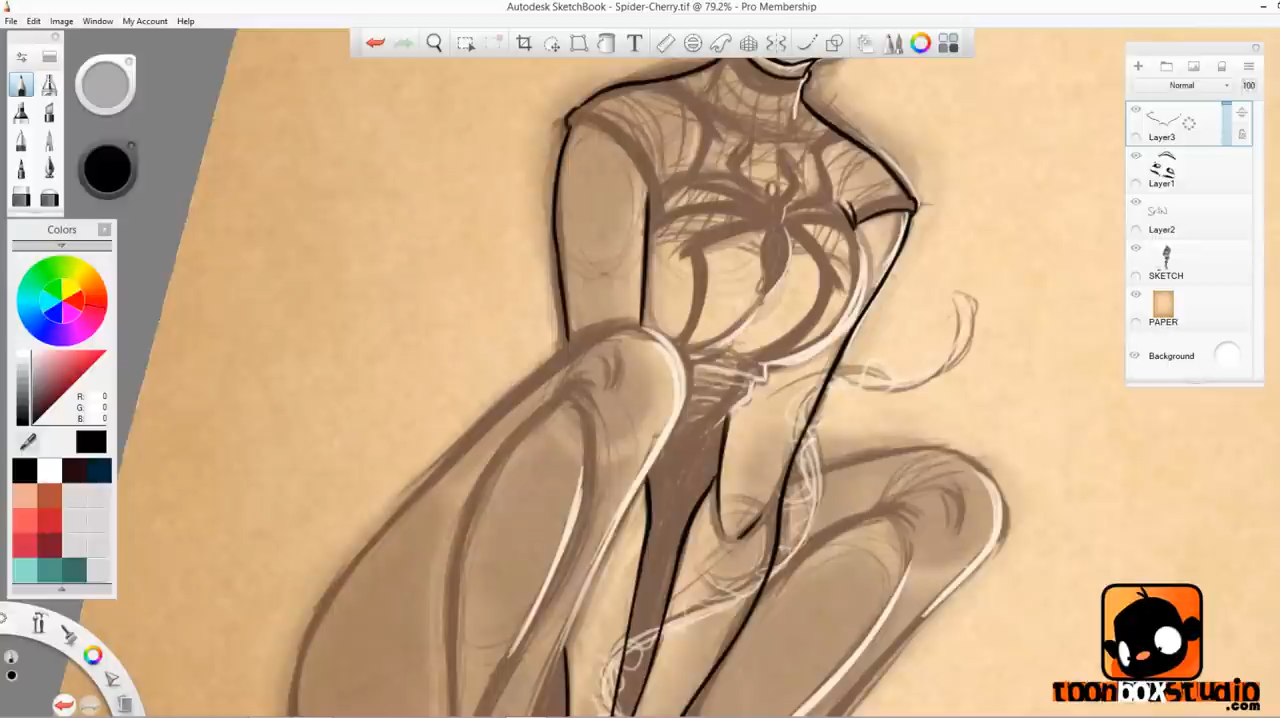 Autodesk SketchBook - Spider-Cherry.tif @ 79.2% - Pro Membership
File Edit Image Window My Account Help
T
Normal 100
Layer3
Layer1
Layer2
SKETCH
PAPER
Background
Colors
R: 0
G: 0
B: 0
toonboxstudio
.com